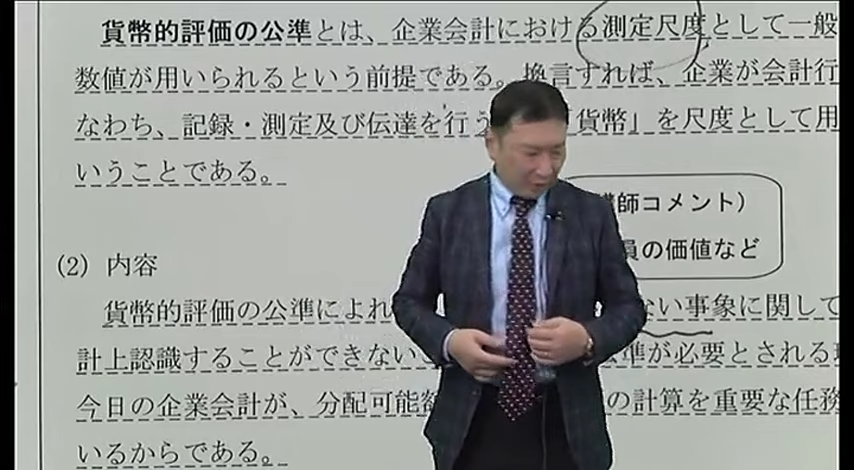 貨幣的評価の公準とは、企業会計における測定尺度として一般
数値が用いられるという前提である。換言すれば、企業が会計行
なわち、記録・測定及び伝達を行う 貨幣」を尺度として用
いうことである。
講師コメント)
員の価値など
(2) 内容
貨幣的評価の公準によれ ない事象に関して
計上認識することができない 準が必要とされる
今日の企業会計が、分配可能 の計算を重要な任務
いるからである。